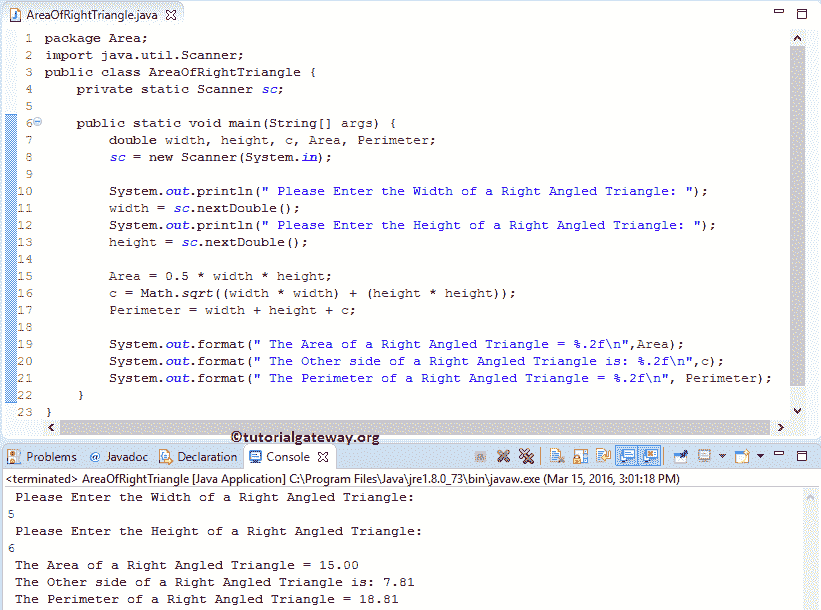 AreaOfRightTriangle.java
1 package Area;
2 import java.util.Scanner;
3 public class AreaOfRightTriangle {
4     private static Scanner sc;
5
6     public static void main(String[] args) {
7         double width, height, c, Area, Perimeter;
8         sc = new Scanner(System.in);
9
10         System.out.println(" Please Enter the Width of a Right Angled Triangle: ");
11         width = sc.nextDouble();
12         System.out.println(" Please Enter the Height of a Right Angled Triangle: ");
13         height = sc.nextDouble();
14
15         Area = 0.5 * width * height;
16         c = Math.sqrt((width * width) + (height * height));
17         Perimeter = width + height + c;
18
19         System.out.format(" The Area of a Right Angled Triangle = %.2f\n",Area);
20         System.out.format(" The Other side of a Right Angled Triangle is: %.2f\n",c);
21         System.out.format(" The Perimeter of a Right Angled Triangle = %.2f\n", Perimeter);
22     }
23 }
©tutorialgateway.org
Problems @ Javadoc Declaration Console
<terminated> AreaOfRightTriangle [Java Application] C:\Program Files\Java\jre1.8.0_73\bin\javaw.exe (Mar 15, 2016, 3:01:18 PM)
Please Enter the Width of a Right Angled Triangle:
5
Please Enter the Height of a Right Angled Triangle:
6
The Area of a Right Angled Triangle = 15.00
The Other side of a Right Angled Triangle is: 7.81
The Perimeter of a Right Angled Triangle = 18.81